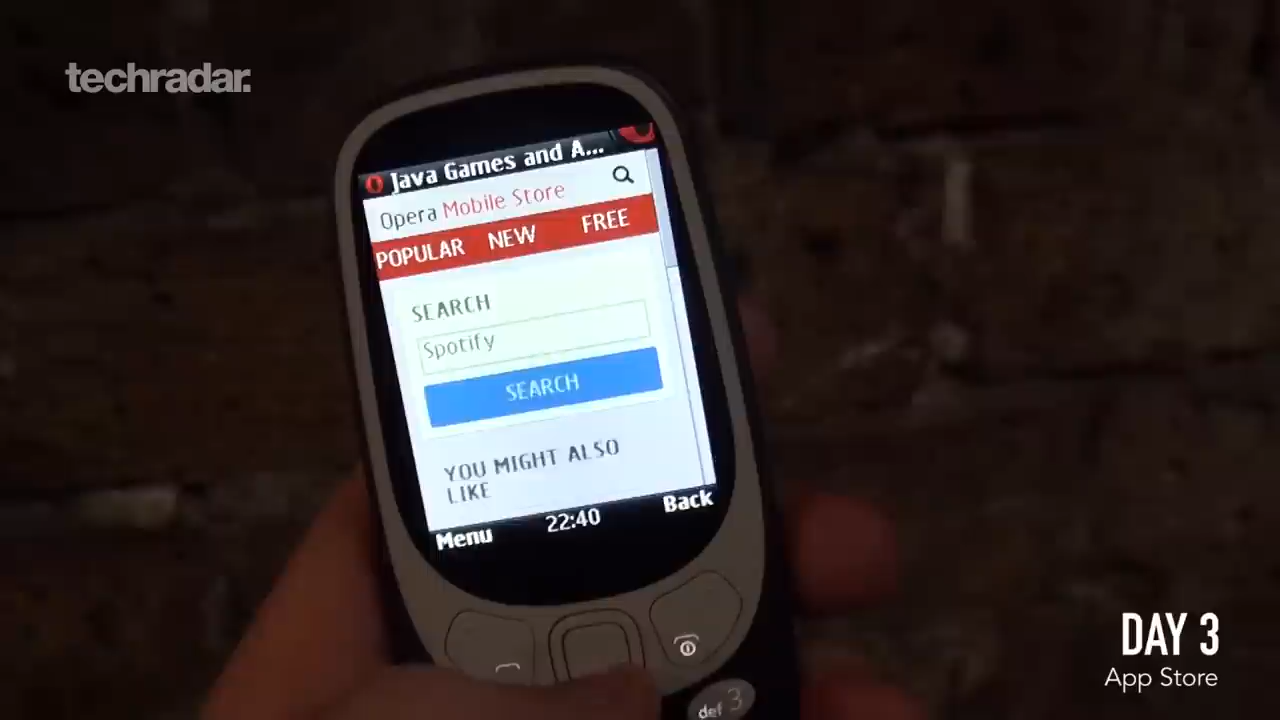 techradar.
Java Games and A...
Opera Mobile Store
POPULAR NEW FREE
SEARCH
Spotify
SEARCH
YOU MIGHT ALSO
LIKE
Menu 22:40 Back
def 3
DAY 3
App Store